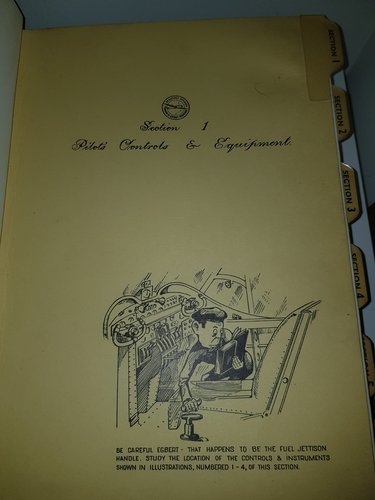 Section 1
Pilots' Controls & Equipment.
BE CAREFUL EGBERT - THAT HAPPENS TO BE THE FUEL JETTISON
HANDLE. STUDY THE LOCATION OF THE CONTROLS & INSTRUMENTS
SHOWN IN ILLUSTRATIONS, NUMBERED 1 - 4, OF THIS SECTION.
SECTION 1
SECTION 2
SECTION 3
SECTION 4